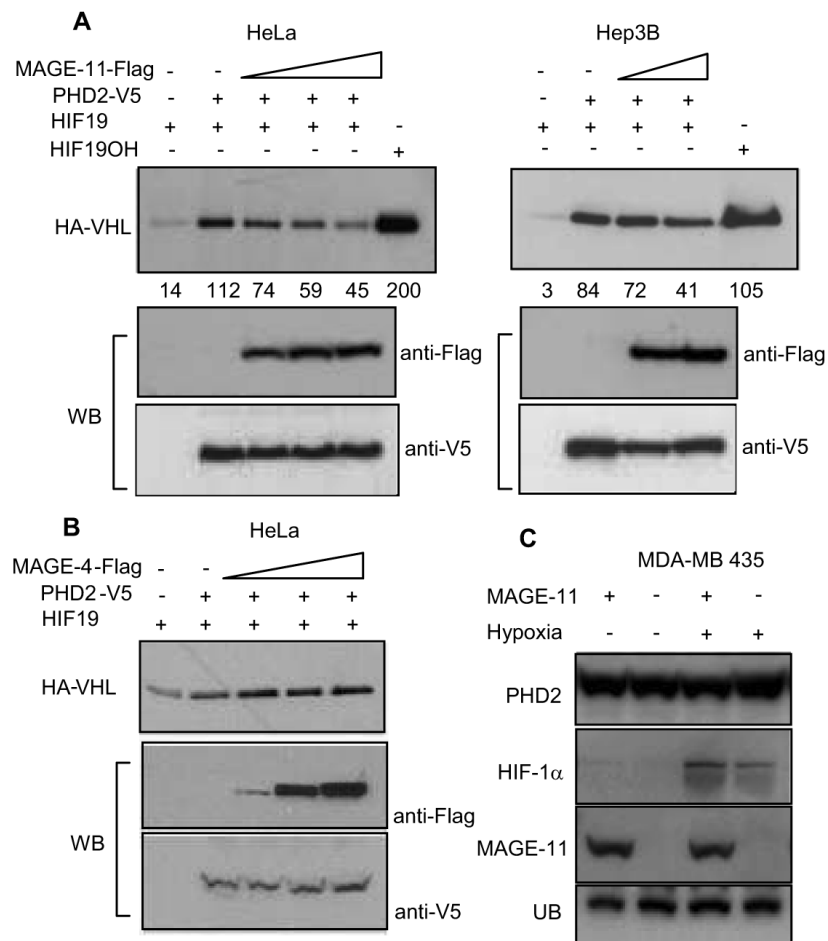 A
HeLa
MAGE-11-Flag - -
PHD2-V5 - + + + +
HIF19 + + + + + -
HIF19OH - - - - - +
HA-VHL
14 112 74 59 45 200
WB
anti-Flag
anti-V5
Hep3B
- -
- + + +
+ + + + -
- - - - +
3 84 72 41 105
anti-Flag
anti-V5
B
HeLa
MAGE-4-Flag - -
PHD2-V5 - + + + +
HIF19 + + + + +
HA-VHL
WB
anti-Flag
anti-V5
C
MDA-MB 435
MAGE-11 + - + -
Hypoxia - - + +
PHD2
HIF-1α
MAGE-11
UB